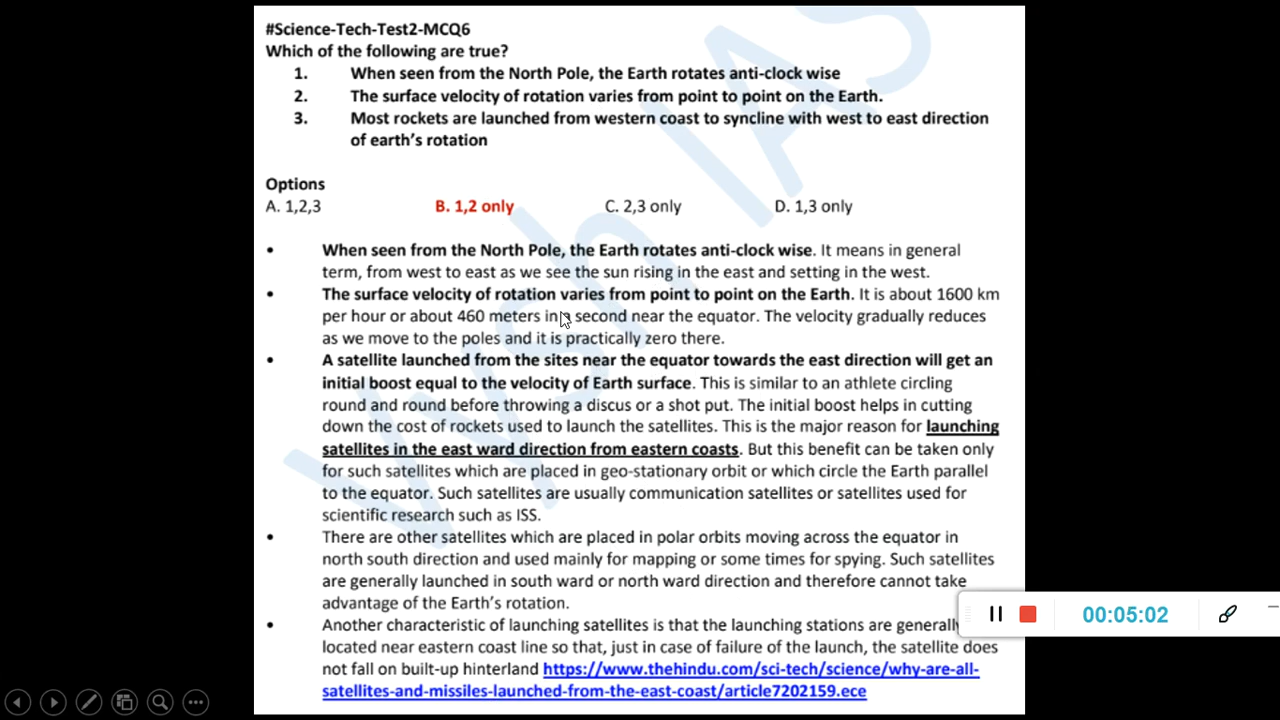 #Science-Tech-Test2-MCQ6
Which of the following are true?
1. When seen from the North Pole, the Earth rotates anti-clock wise
2. The surface velocity of rotation varies from point to point on the Earth.
3. Most rockets are launched from western coast to syncline with west to east direction
of earth's rotation
Options
A. 1,2,3 B. 1,2 only C. 2,3 only D. 1,3 only
• When seen from the North Pole, the Earth rotates anti-clock wise. It means in general
term, from west to east as we see the sun rising in the east and setting in the west.
• The surface velocity of rotation varies from point to point on the Earth. It is about 1600 km
per hour or about 460 meters in a second near the equator. The velocity gradually reduces
as we move to the poles and it is practically zero there.
• A satellite launched from the sites near the equator towards the east direction will get an
initial boost equal to the velocity of Earth surface. This is similar to an athlete circling
round and round before throwing a discus or a shot put. The initial boost helps in cutting
down the cost of rockets used to launch the satellites. This is the major reason for launching
satellites in the east ward direction from eastern coasts. But this benefit can be taken only
for such satellites which are placed in geo-stationary orbit or which circle the Earth parallel
to the equator. Such satellites are usually communication satellites or satellites used for
scientific research such as ISS.
• There are other satellites which are placed in polar orbits moving across the equator in
north south direction and used mainly for mapping or some times for spying. Such satellites
are generally launched in south ward or north ward direction and therefore cannot take
advantage of the Earth's rotation.
• Another characteristic of launching satellites is that the launching stations are generally
located near eastern coast line so that, just in case of failure of the launch, the satellite does
not fall on built-up hinterland https://www.thehindu.com/sci-tech/science/why-are-all-
satellites-and-missiles-launched-from-the-east-coast/article7202159.ece
00:05:02